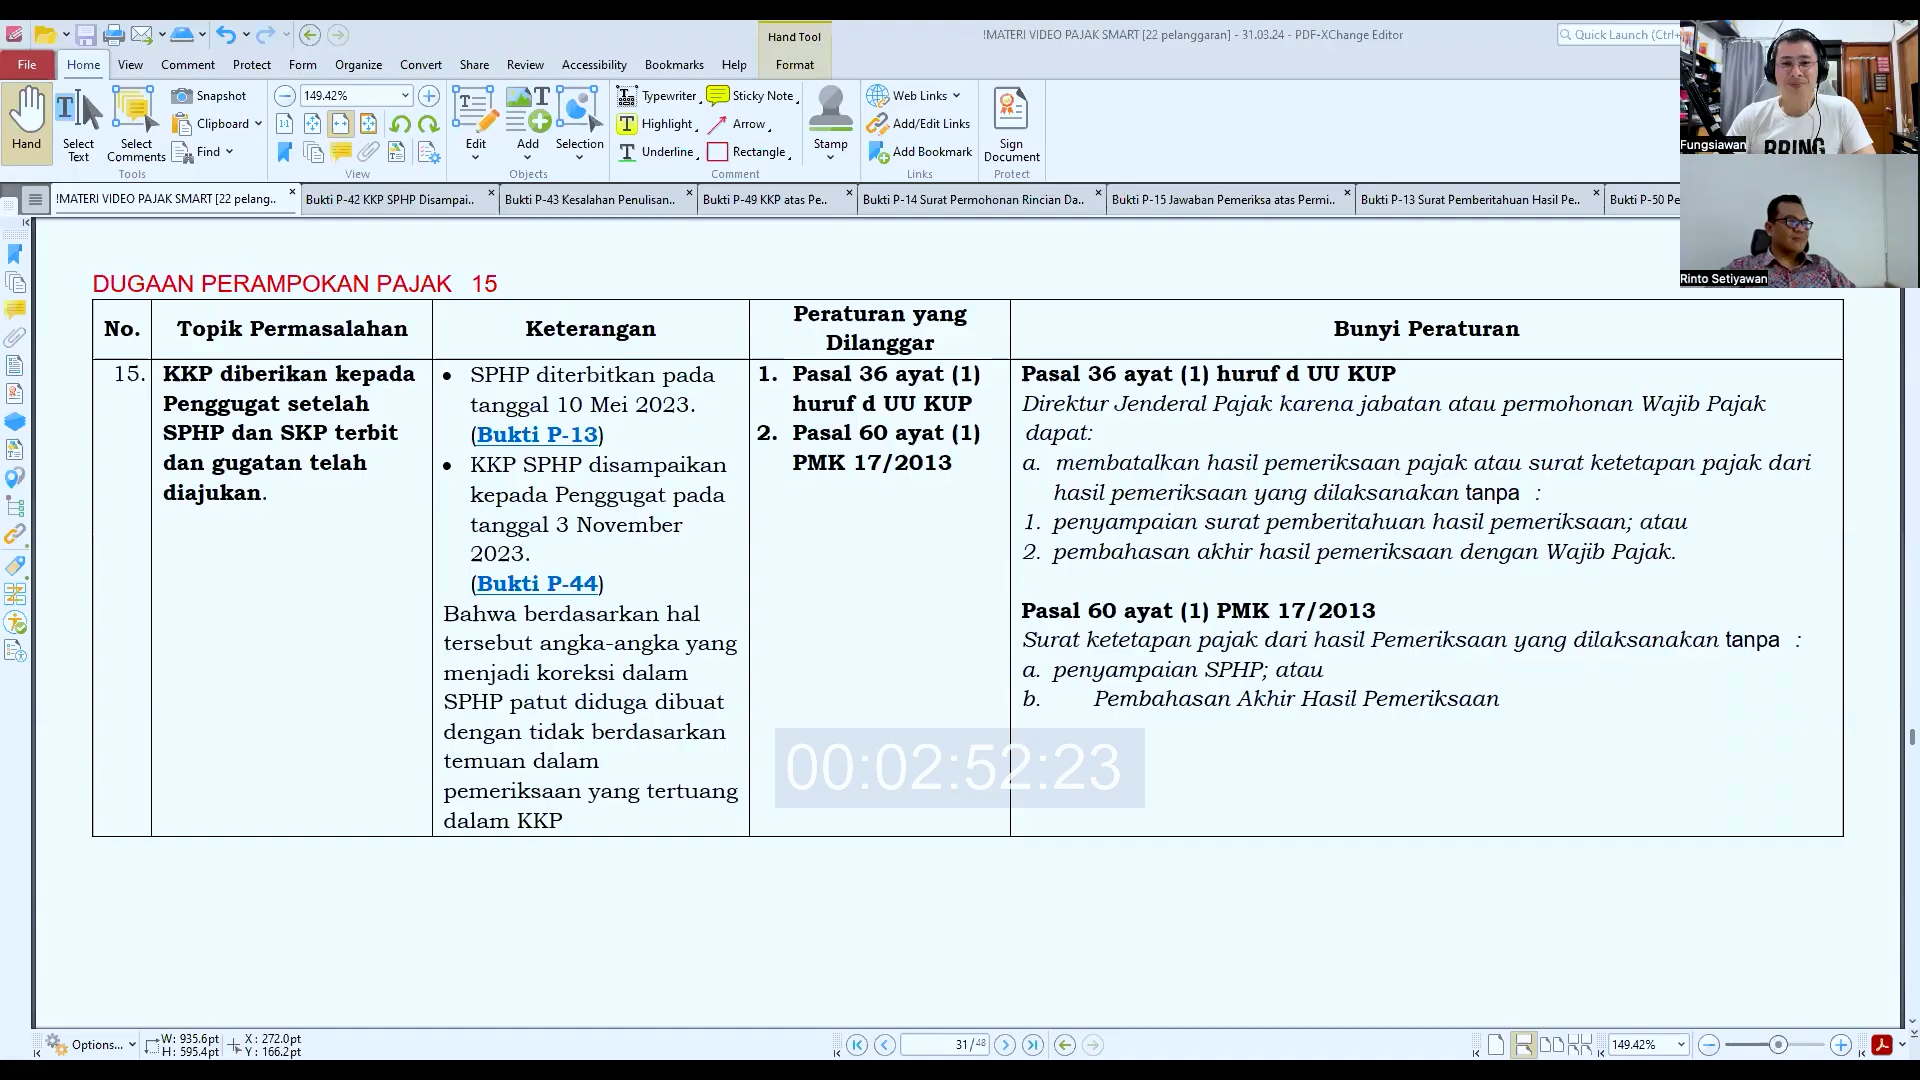 Hand Tool
!MATERI VIDEO PAJAK SMART [22 pelanggaran] - 31.03.24 - PDF-XChange Editor
Quick Launch (Ctrl+
File Home View Comment Protect Form Organize Convert Share Review Accessibility Bookmarks Help Format
Hand
Select Text
Select Comments
Snapshot
Clipboard
Find
Tools
149.42%
View
Edit
Add
Selection
Objects
Typewriter
Highlight
Underline
Sticky Note
Arrow
Rectangle
Stamp
Comment
Web Links
Add/Edit Links
Add Bookmark
Links
Sign Document
Protect
Fungsiawan
BRING
Rinto Setiyawan
!MATERI VIDEO PAJAK SMART [22 pelang..
Bukti P-42 KKP SPHP Disampai..
Bukti P-43 Kesalahan Penulisan..
Bukti P-49 KKP atas Pe..
Bukti P-14 Surat Permohonan Rincian Da..
Bukti P-15 Jawaban Pemeriksa atas Permi..
Bukti P-13 Surat Pemberitahuan Hasil Pe..
Bukti P-50 Pe
DUGAAN PERAMPOKAN PAJAK 15
No.
Topik Permasalahan
Keterangan
Peraturan yang
Dilanggar
Bunyi Peraturan
15.
KKP diberikan kepada
Penggugat setelah
SPHP dan SKP terbit
dan gugatan telah
diajukan.
• SPHP diterbitkan pada
tanggal 10 Mei 2023.
(Bukti P-13)
• KKP SPHP disampaikan
kepada Penggugat pada
tanggal 3 November
2023.
(Bukti P-44)
Bahwa berdasarkan hal
tersebut angka-angka yang
menjadi koreksi dalam
SPHP patut diduga dibuat
dengan tidak berdasarkan
temuan dalam
pemeriksaan yang tertuang
dalam KKP
1. Pasal 36 ayat (1)
huruf d UU KUP
2. Pasal 60 ayat (1)
PMK 17/2013
Pasal 36 ayat (1) huruf d UU KUP
Direktur Jenderal Pajak karena jabatan atau permohonan Wajib Pajak
dapat:
a. membatalkan hasil pemeriksaan pajak atau surat ketetapan pajak dari
hasil pemeriksaan yang dilaksanakan tanpa :
1. penyampaian surat pemberitahuan hasil pemeriksaan; atau
2. pembahasan akhir hasil pemeriksaan dengan Wajib Pajak.
Pasal 60 ayat (1) PMK 17/2013
Surat ketetapan pajak dari hasil Pemeriksaan yang dilaksanakan tanpa :
a. penyampaian SPHP; atau
b. Pembahasan Akhir Hasil Pemeriksaan
00:02:52:23
Options...
W: 935.6pt
H: 595.4pt
X: 272.0pt
Y: 166.2pt
31/48
149.42%